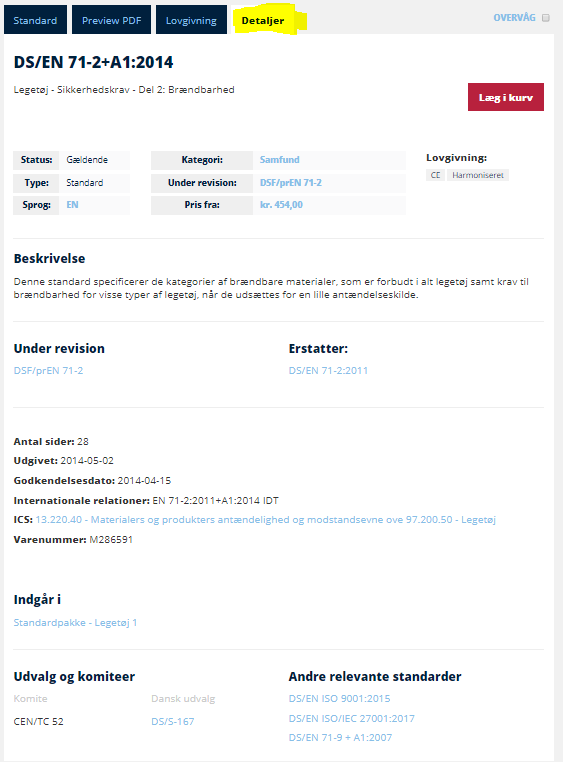 Standard Preview PDF Lovgivning Detaljer OVERVÅG
DS/EN 71-2+A1:2014
Legetøj - Sikkerhedskrav - Del 2: Brændbarhed
Læg i kurv
Status: Gældende Kategori: Samfund Lovgivning:
CE Harmoniseret
Type: Standard Under revision: DSF/prEN 71-2
Sprog: EN Pris fra: kr. 454,00
Beskrivelse
Denne standard specificerer de kategorier af brændbare materialer, som er forbudt i alt legetøj samt krav til
brændbarhed for visse typer af legetøj, når de udsættes for en lille antændelseskilde.
Under revision Erstatter:
DSF/prEN 71-2 DS/EN 71-2:2011
Antal sider: 28
Udgivet: 2014-05-02
Godkendelsesdato: 2014-04-15
Internationale relationer: EN 71-2:2011+A1:2014 IDT
ICS: 13.220.40 - Materialers og produkters antændelighed og modstandsevne ove 97.200.50 - Legetøj
Varenummer: M286591
Indgår i
Standardpakke - Legetøj 1
Udvalg og komiteer Andre relevante standarder
Komite Dansk udvalg DS/EN ISO 9001:2015
CEN/TC 52 DS/S-167 DS/EN ISO/IEC 27001:2017
DS/EN 71-9 + A1:2007